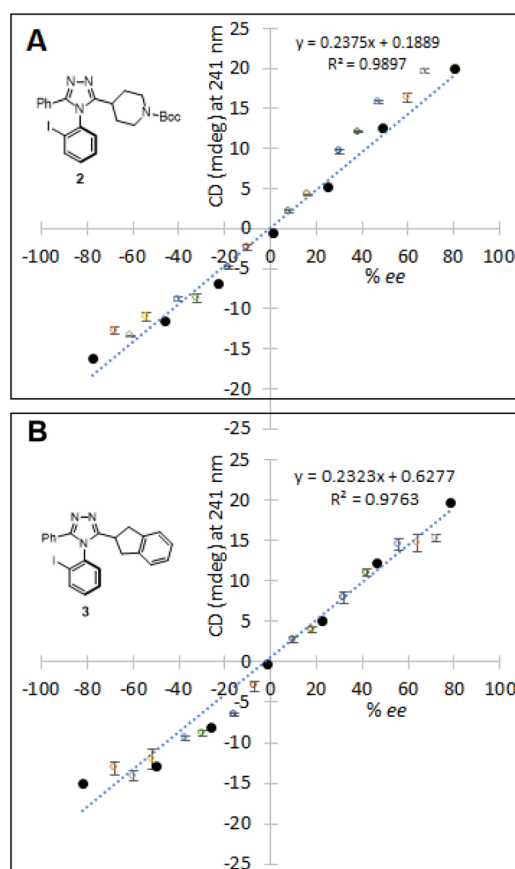 A
25
y = 0.2375x + 0.1889
R² = 0.9897
20
15
10
5
0
CD (mdeg) at 241 nm
N–N
Ph
N
I
N
Boc
2
-100 -80 -60 -40 -20 0 20 40 60 80 100
% ee
-5
-10
-15
-20
-25
B
y = 0.2323x + 0.6277
R² = 0.9763
20
15
10
5
0
CD (mdeg) at 241 nm
N–N
Ph
N
I
3
-100 -80 -60 -40 -20 0 20 40 60 80 100
% ee
-5
-10
-15
-20
-25